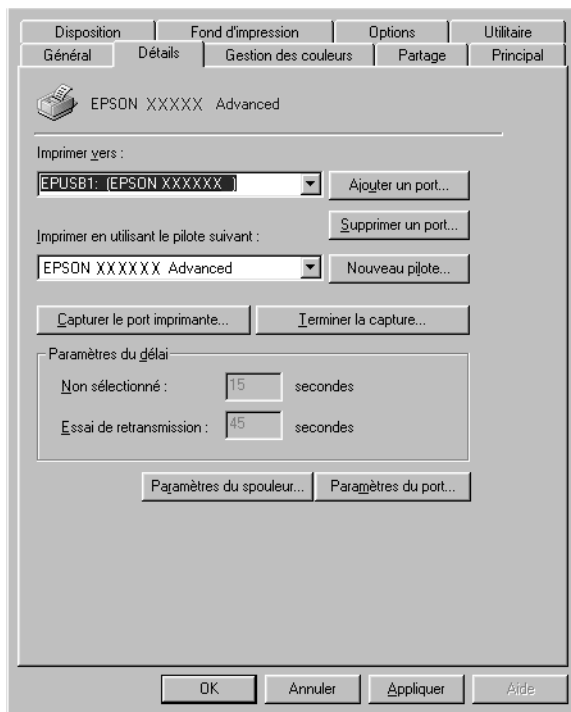 Disposition Fond d'impression Options Utilitaire
Général Détails Gestion des couleurs Partage Principal
EPSON XXXXX Advanced
Imprimer vers :
EPUSB1: (EPSON XXXXXX ) Ajouter un port...
Supprimer un port...
Imprimer en utilisant le pilote suivant :
EPSON XXXXXX Advanced Nouveau pilote...
Capturer le port imprimante... Terminer la capture...
Paramètres du délai
Non sélectionné : 15 secondes
Essai de retransmission : 45 secondes
Paramètres du spouleur... Paramètres du port...
OK Annuler Appliquer Aide